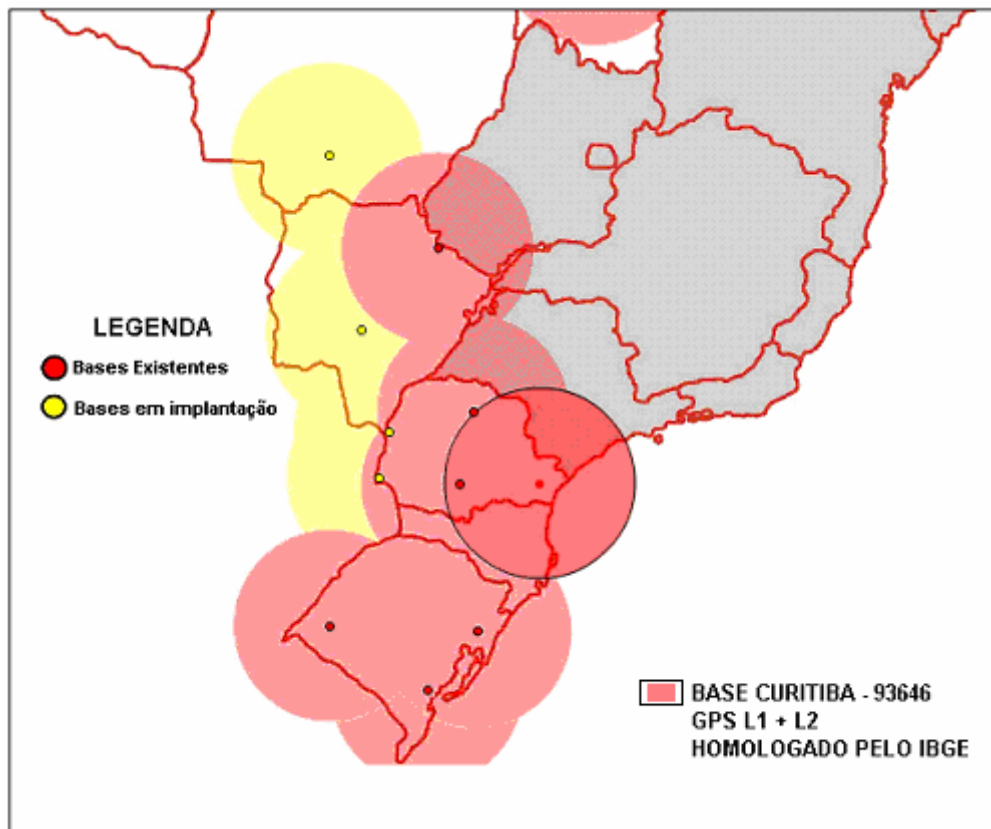 LEGENDA
Bases Existentes
Bases em implantação
BASE CURITIBA - 93646
GPS L1 + L2
HOMOLOGADO PELO IBGE